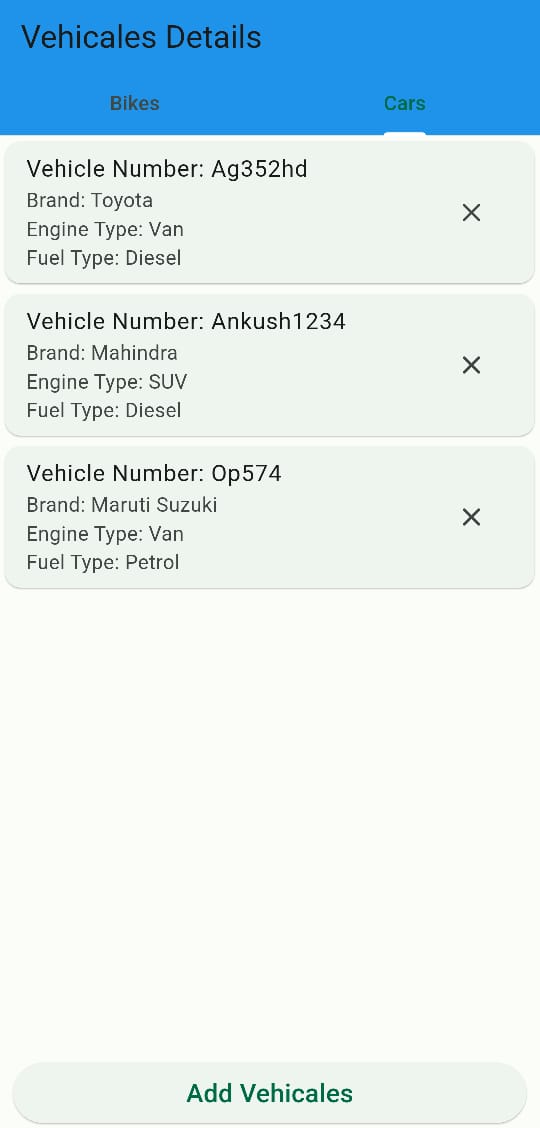 Vehicales Details
Bikes
Cars
Vehicle Number: Ag352hd
Brand: Toyota
Engine Type: Van
Fuel Type: Diesel
Vehicle Number: Ankush1234
Brand: Mahindra
Engine Type: SUV
Fuel Type: Diesel
Vehicle Number: Op574
Brand: Maruti Suzuki
Engine Type: Van
Fuel Type: Petrol
Add Vehicales